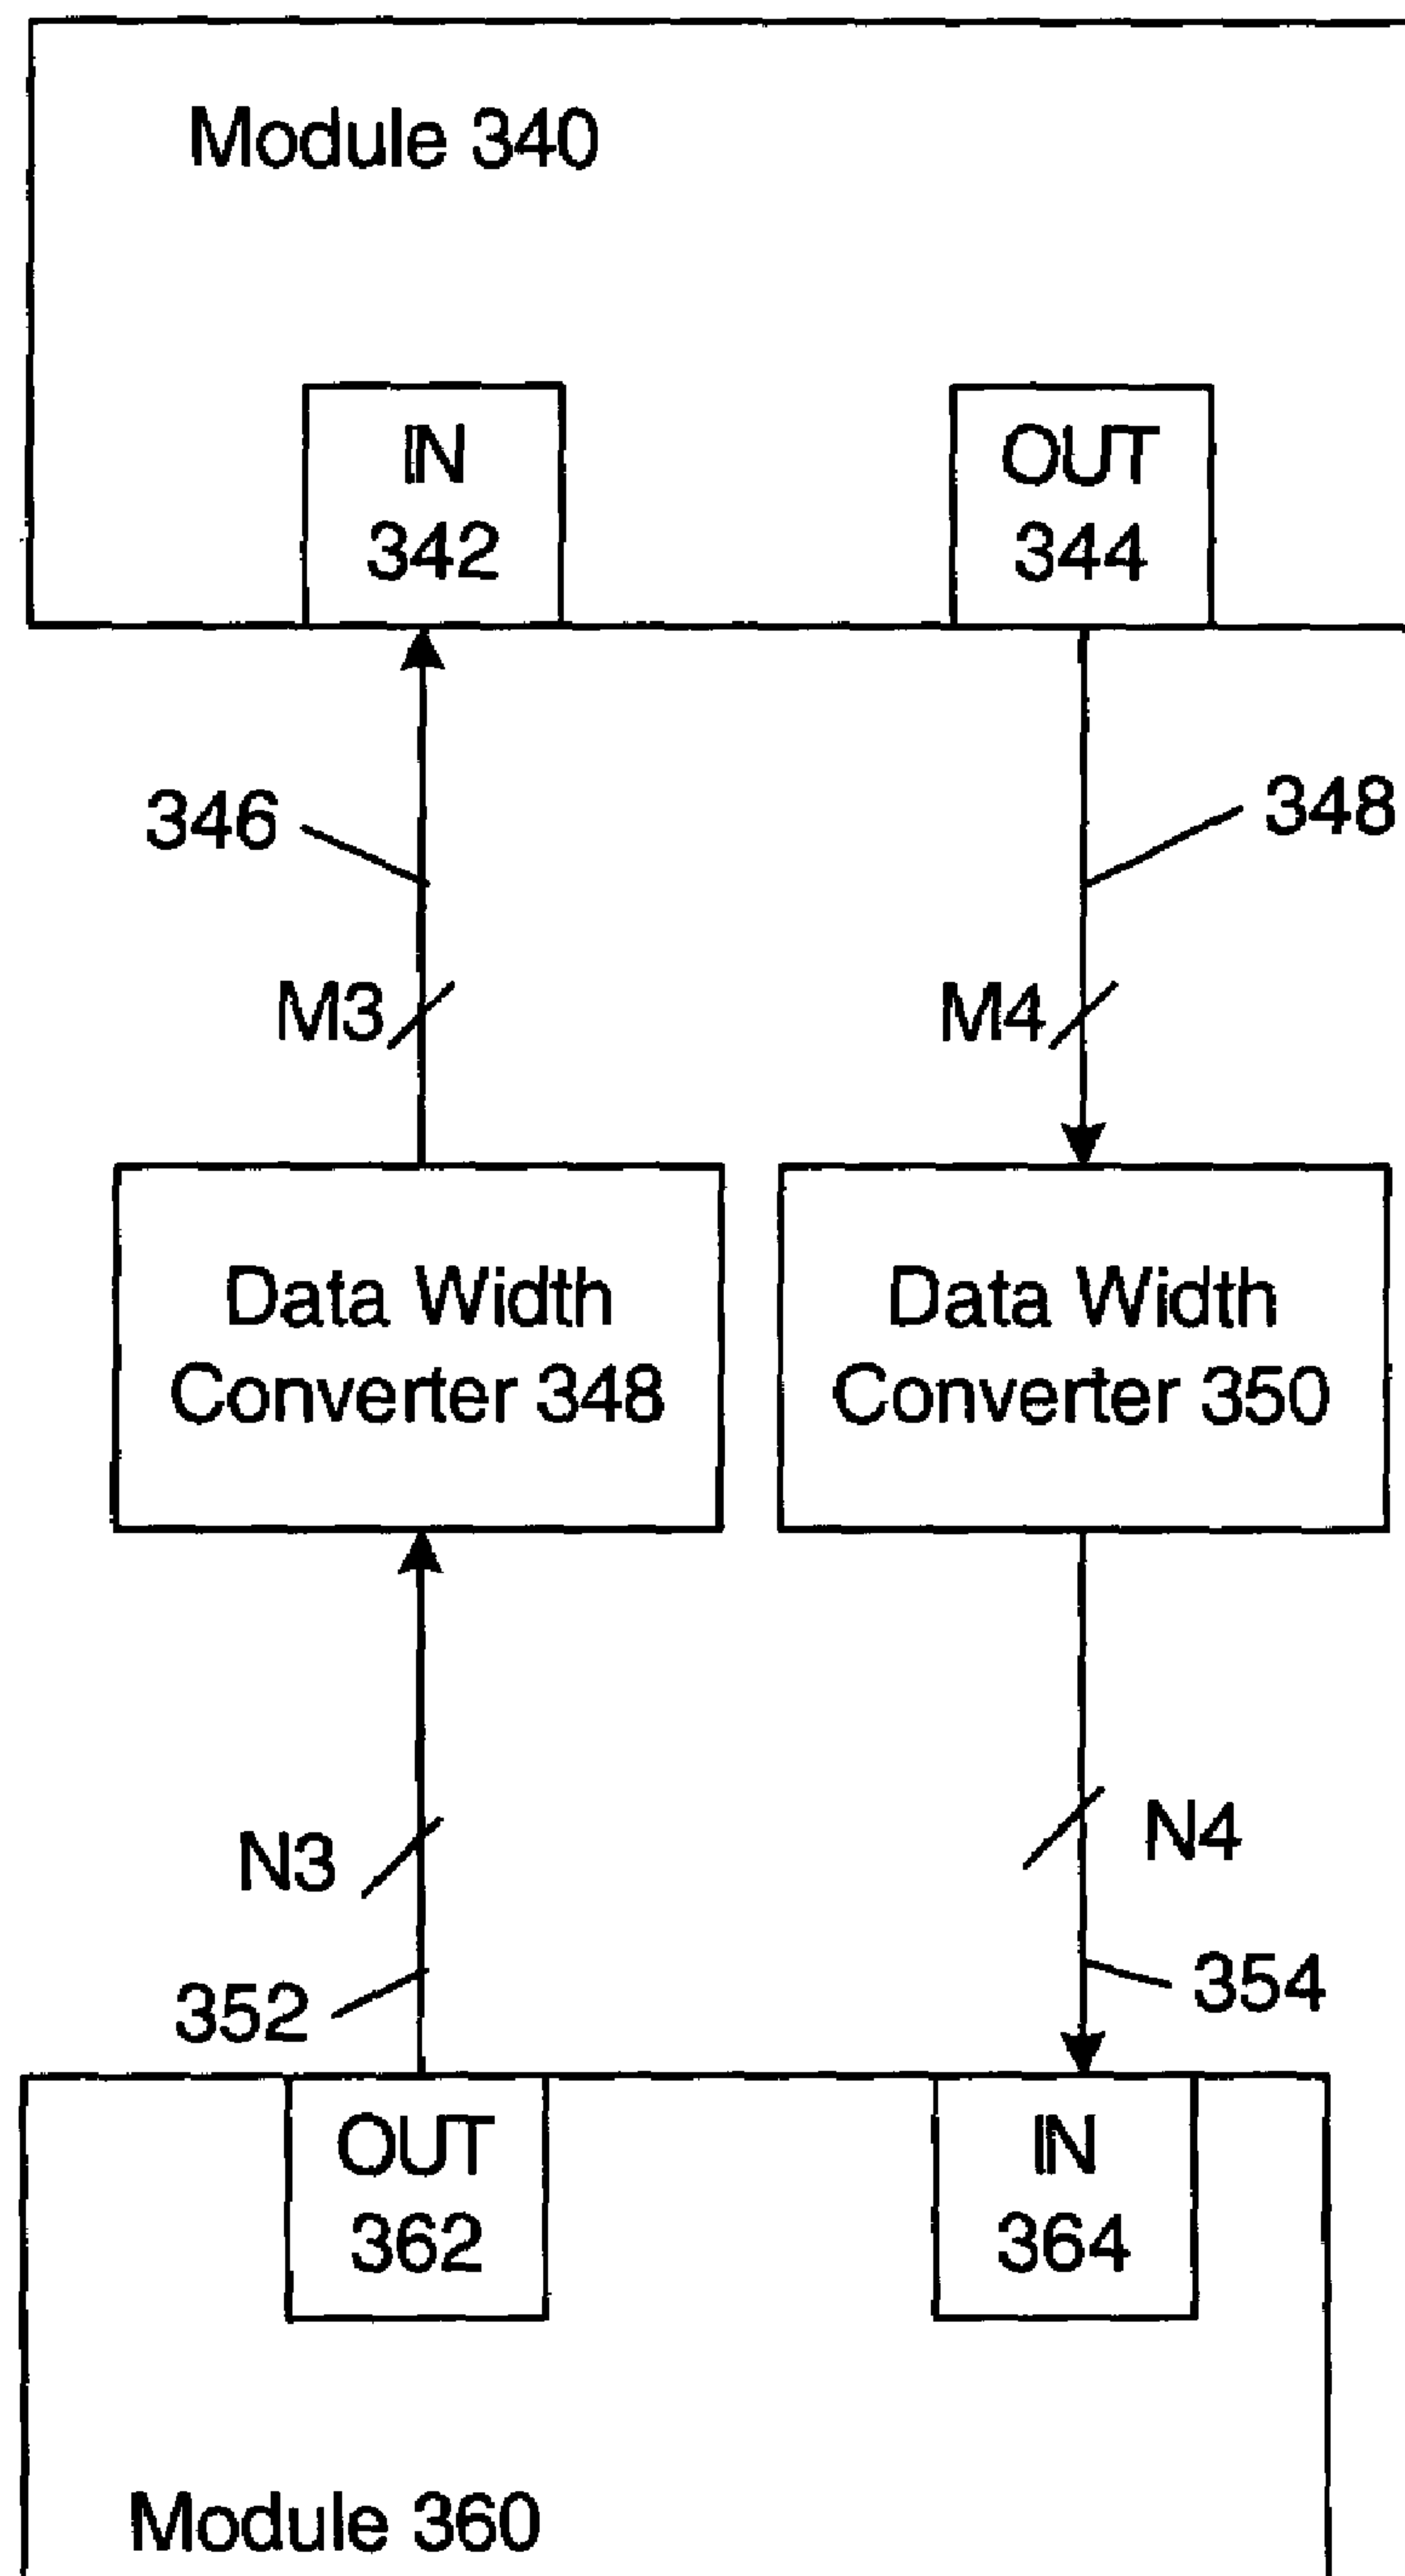 Module 340
IN
342
OUT
344
346
348
M3
M4
Data Width
Converter 348
Data Width
Converter 350
N3
N4
352
354
OUT
362
IN
364
Module 360